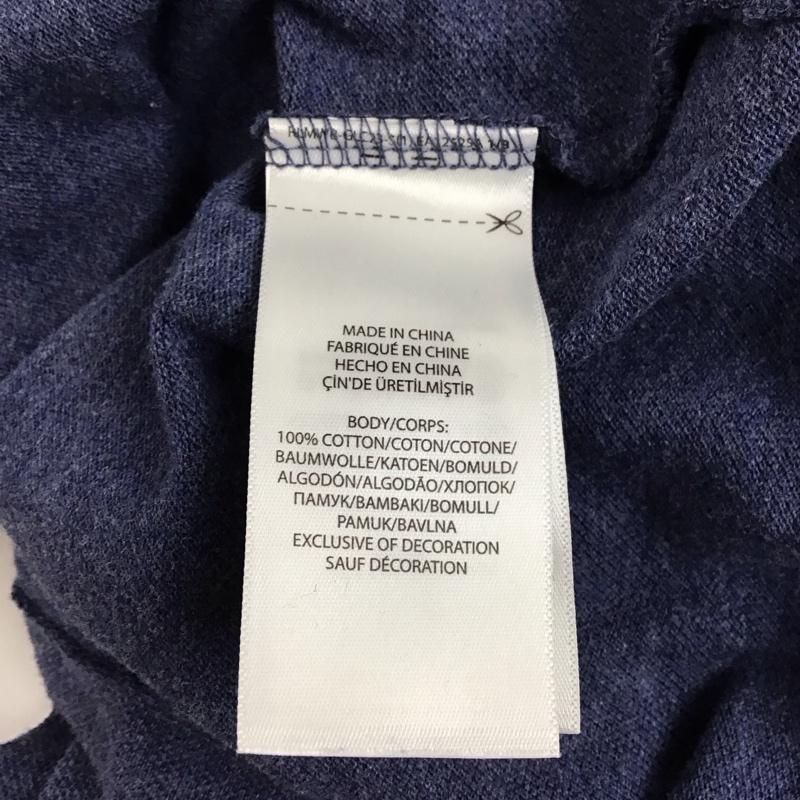 MADE IN CHINA
FABRIQUÉ EN CHINE
HECHO EN CHINA
ÇİN'DE ÜRETİLMİŞTİR
BODY/CORPS:
100% COTTON/COTON/COTONE/
BAUMWOLLE/KATOEN/BOMULD/
ALGODÓN/ALGODÃO/ХЛОПОК/
ПАМУК/BAMBAKI/BOMULL/
PAMUK/BAVLNA
EXCLUSIVE OF DECORATION
SAUF DÉCORATION